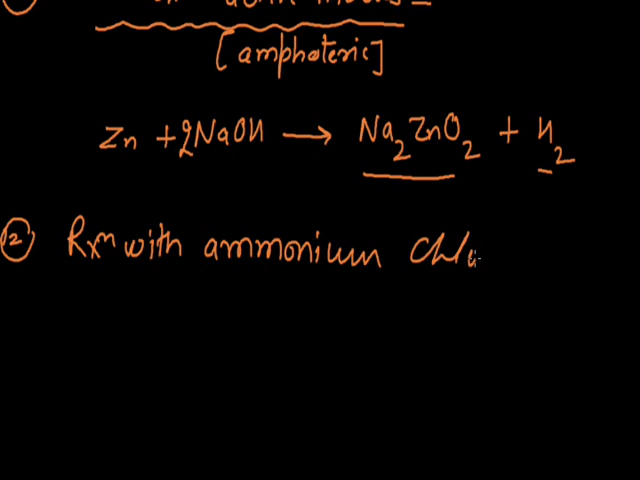 [amphoteric]
Zn + 2NaOH → Na₂ZnO₂ + H₂
② Rxn with ammonium Chl